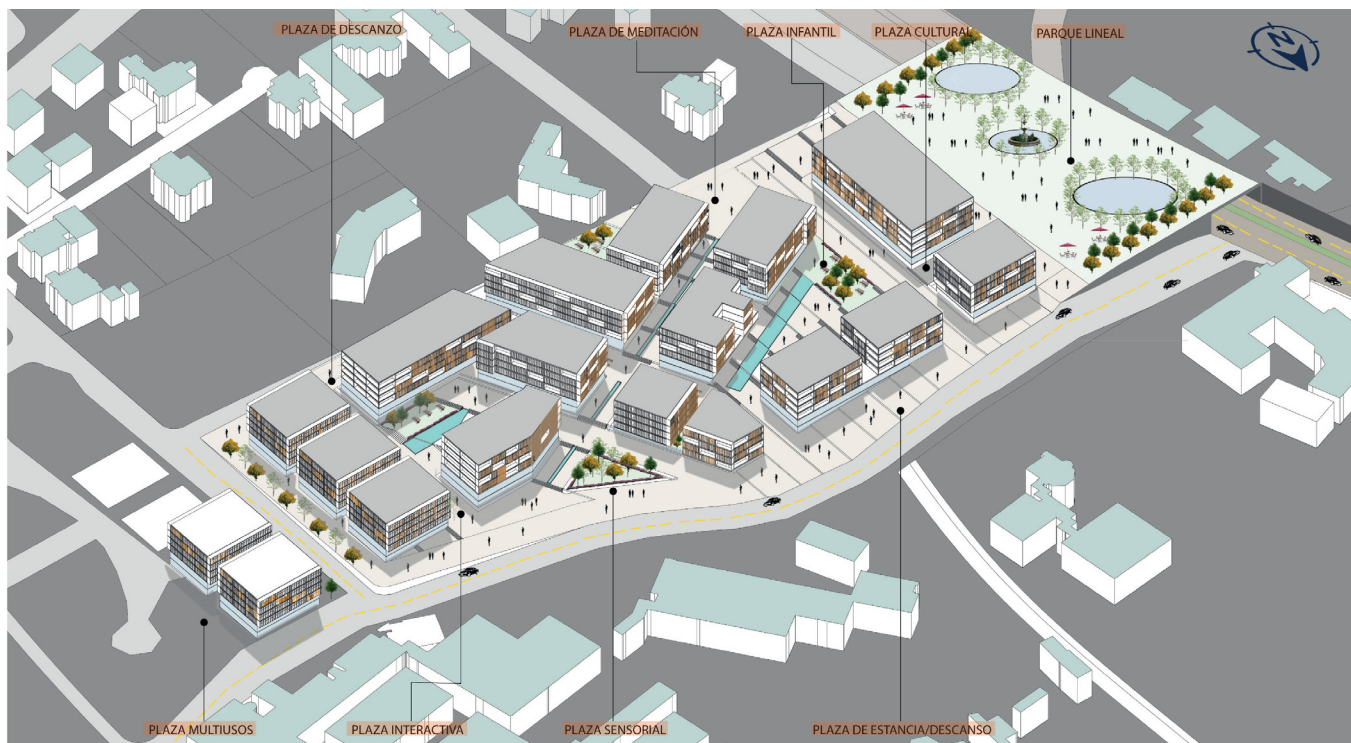 PLAZA DE DESCANZO
PLAZA DE MEDITACIÓN
PLAZA INFANTIL
PLAZA CULTURAL
PARQUE LINEAL
N
PLAZA MULTIUSOS
PLAZA INTERACTIVA
PLAZA SENSORIAL
PLAZA DE ESTANCIA/DESCANSO